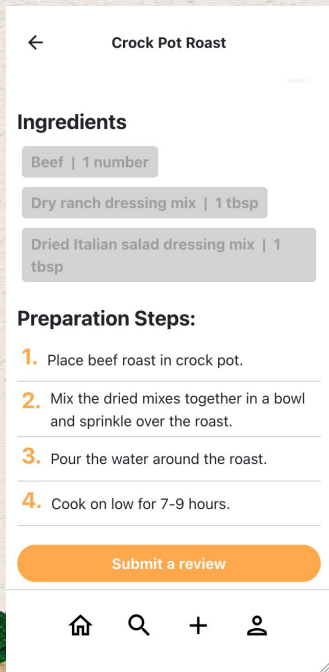 Crock Pot Roast
Ingredients
Beef | 1 number
Dry ranch dressing mix | 1 tbsp
Dried Italian salad dressing mix | 1
tbsp
Preparation Steps:
1. Place beef roast in crock pot.
2. Mix the dried mixes together in a bowl
and sprinkle over the roast.
3. Pour the water around the roast.
4. Cook on low for 7-9 hours.
Submit a review